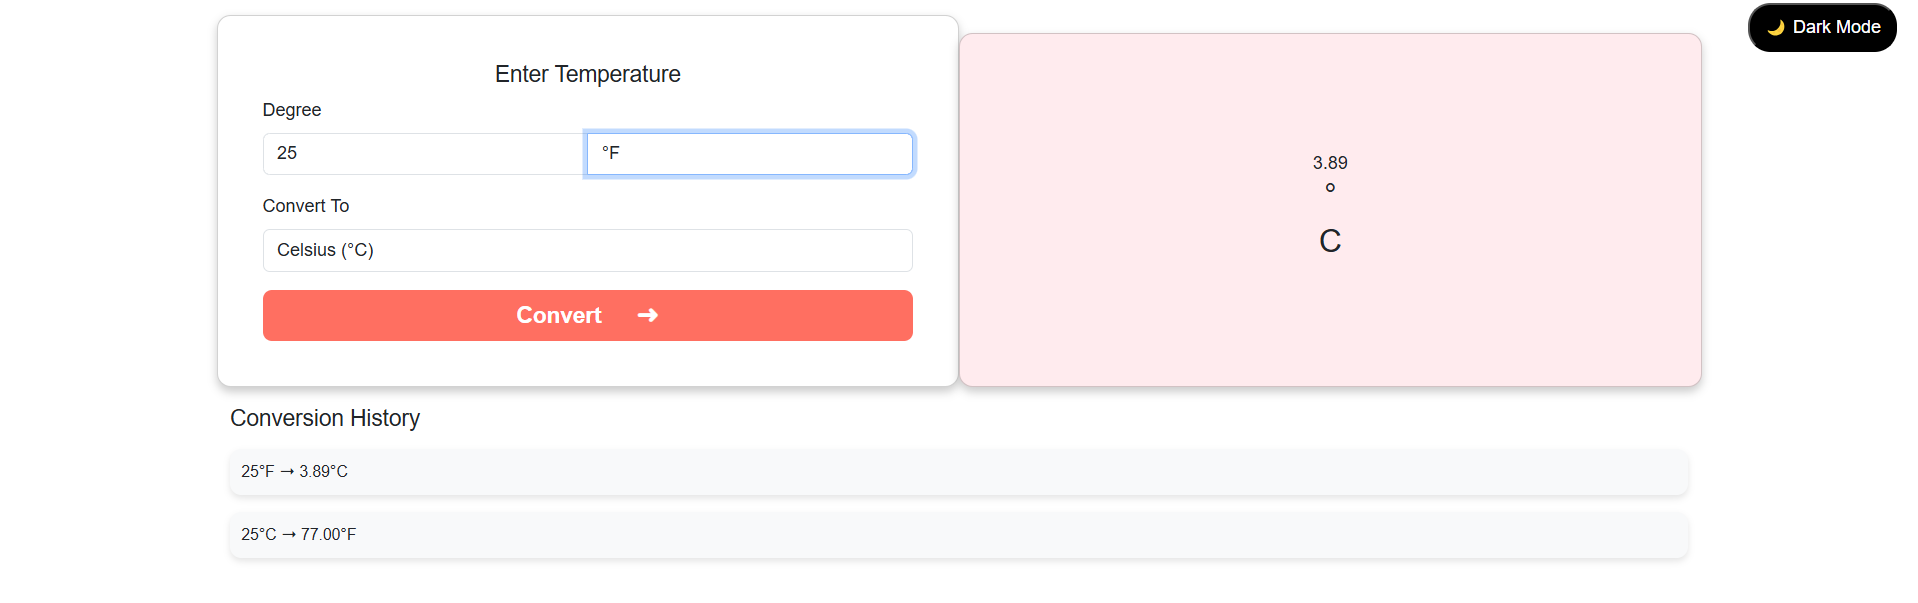 🌙 Dark Mode
Enter Temperature
Degree
25 °F
Convert To
Celsius (°C)
Convert ➜
3.89
°
C
Conversion History
25°F → 3.89°C
25°C → 77.00°F